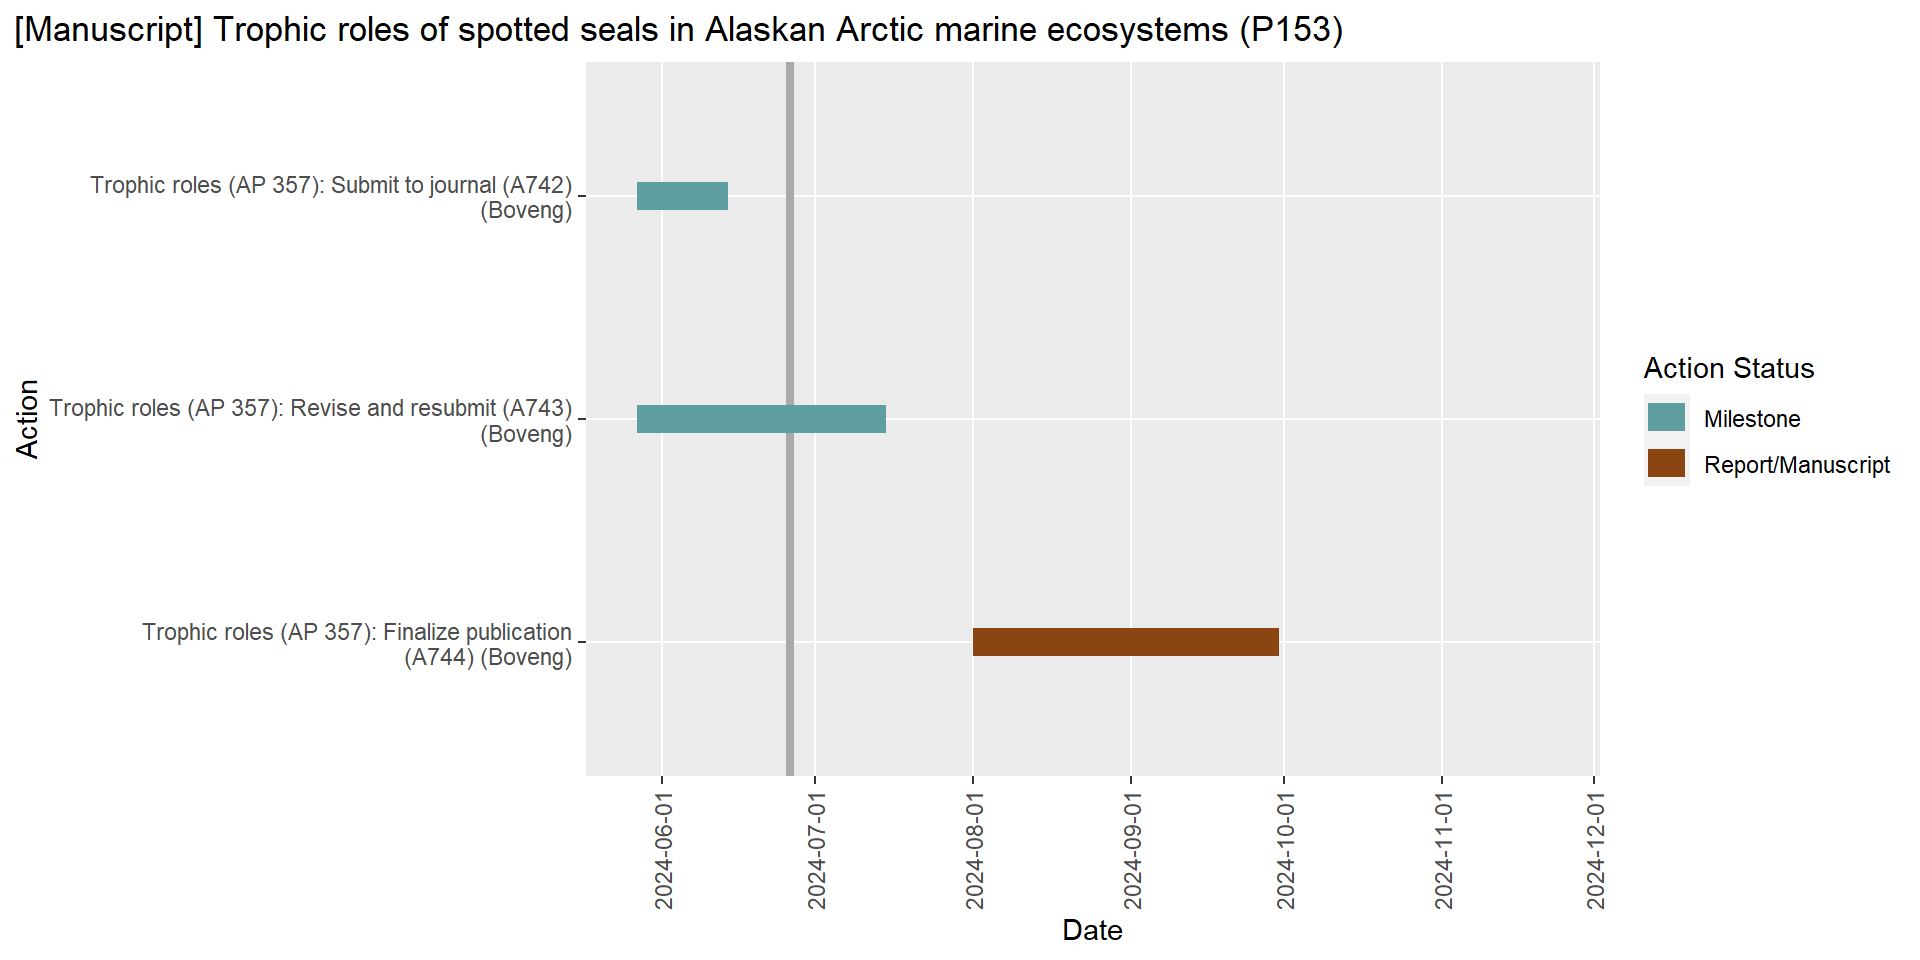 [Manuscript] Trophic roles of spotted seals in Alaskan Arctic marine ecosystems (P153)
Action
Trophic roles (AP 357): Submit to journal (A742)
(Boveng)
Trophic roles (AP 357): Revise and resubmit (A743)
(Boveng)
Trophic roles (AP 357): Finalize publication
(A744) (Boveng)
2024-06-01
2024-07-01
2024-08-01
2024-09-01
2024-10-01
2024-11-01
2024-12-01
Date
Action Status
Milestone
Report/Manuscript